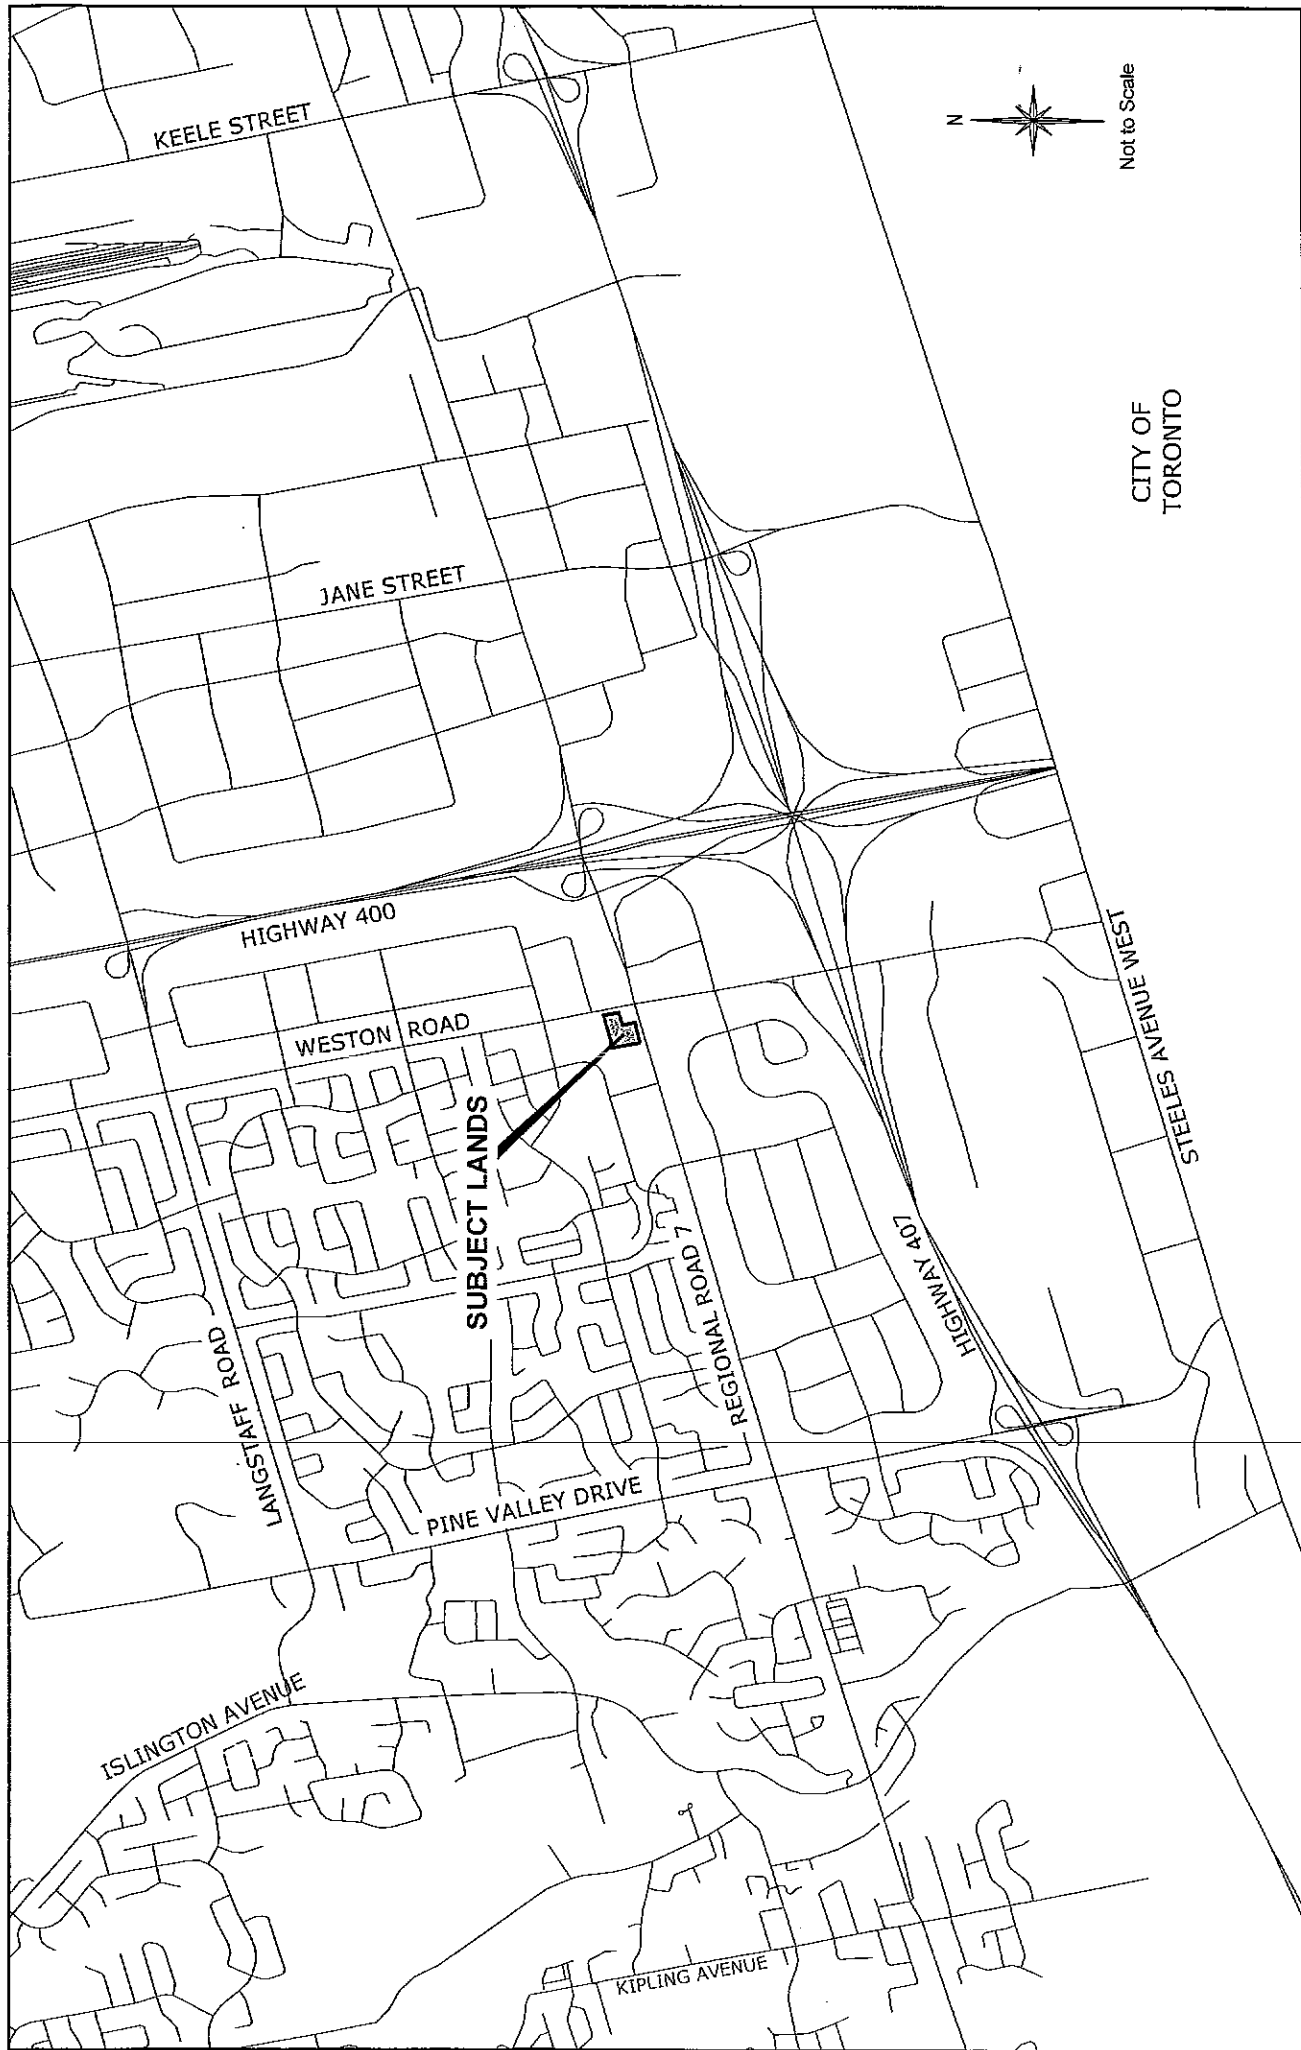 KEELE STREET
N
Not to Scale
CITY OF
TORONTO
JANE STREET
HIGHWAY 400
WESTON ROAD
STEELES AVENUE WEST
SUBJECT LANDS
REGIONAL ROAD 7
HIGHWAY 407
LANGSTAFF ROAD
PINE VALLEY DRIVE
ISLINGTON AVENUE
KIPLING AVENUE